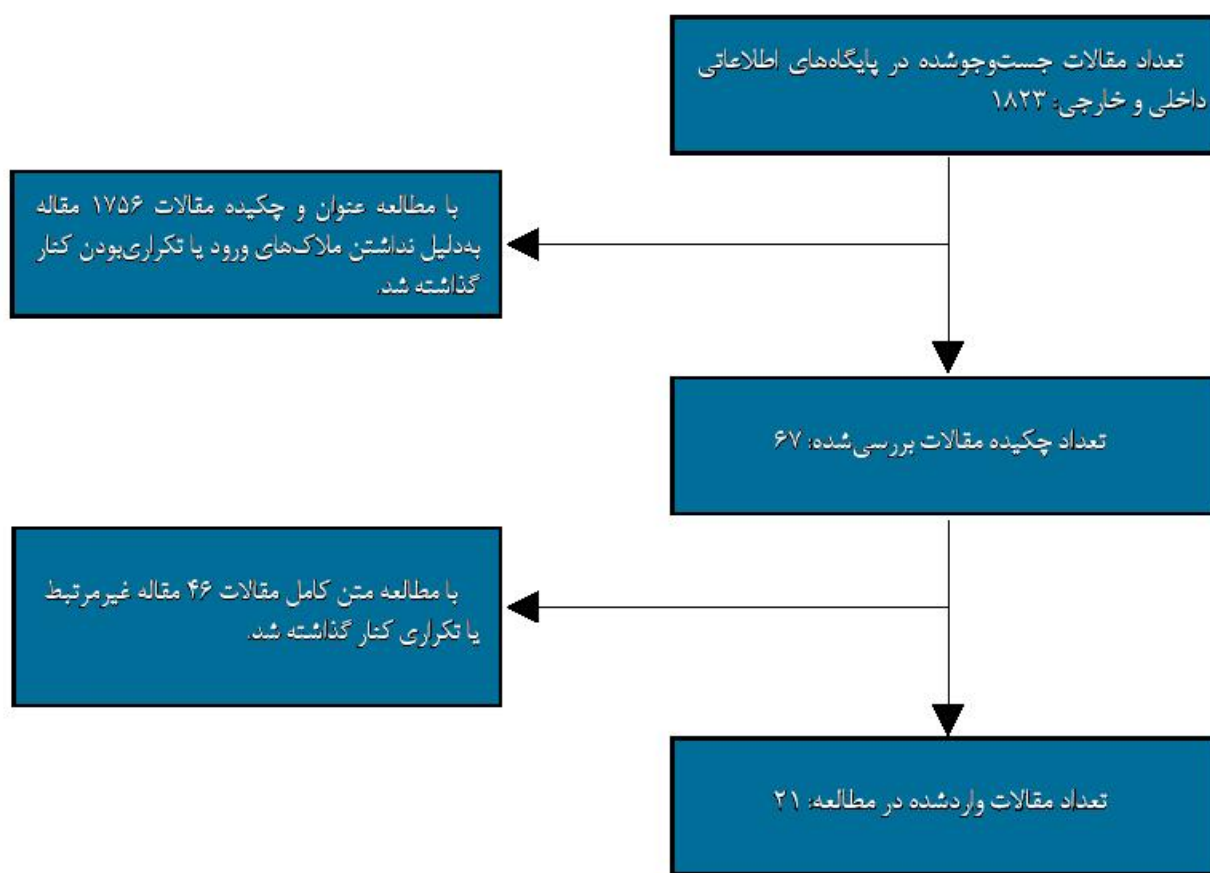 تعداد مقالات جست‌وجوشده در پایگاه‌های اطلاعاتی
داخلی و خارجی: ۱۸۲۳
با مطالعه عنوان و چکیده مقالات ۱۷۵۶ مقاله
به‌دلیل نداشتن ملاک‌های ورود یا تکراری‌بودن کنار
گذاشته شد.
تعداد چکیده مقالات بررسی‌شده: ۶۷
با مطالعه متن کامل مقالات ۴۶ مقاله غیرمرتبط
یا تکراری کنار گذاشته شد.
تعداد مقالات واردشده در مطالعه: ۲۱